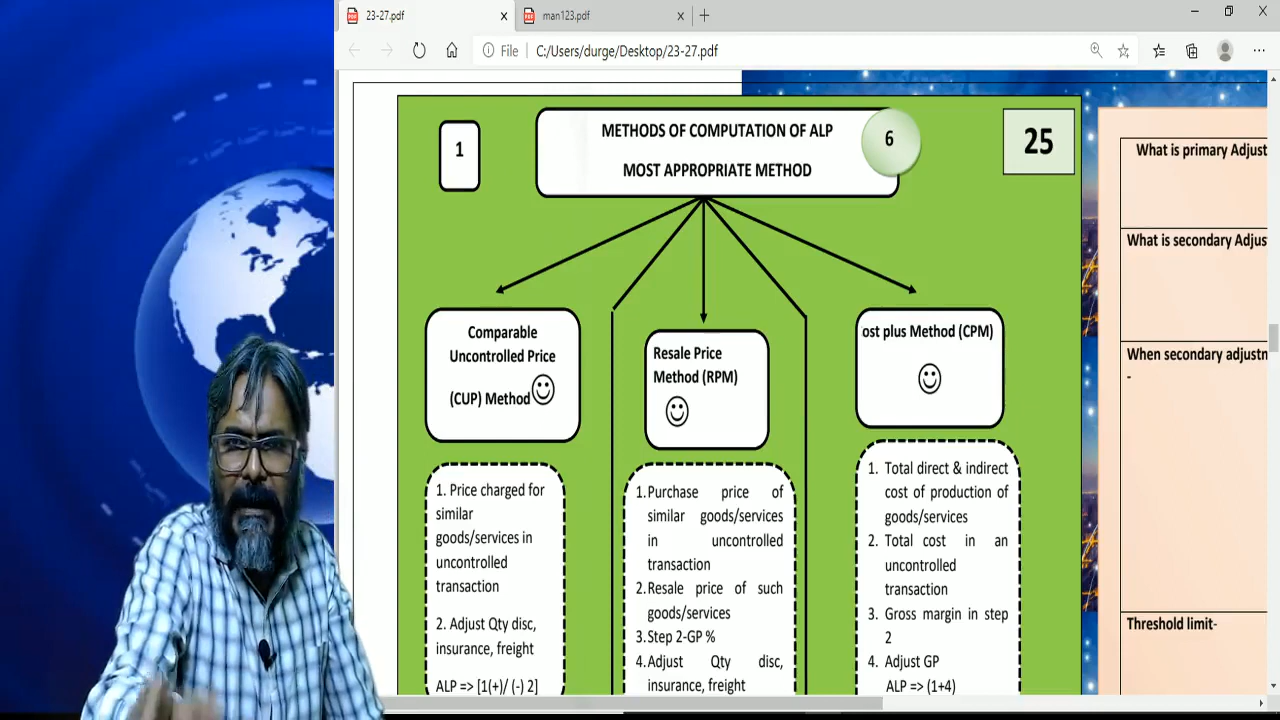 23-27.pdf
man123.pdf
File
C:/Users/durge/Desktop/23-27.pdf
1
METHODS OF COMPUTATION OF ALP
MOST APPROPRIATE METHOD
6
25
Comparable
Uncontrolled Price
(CUP) Method
Resale Price
Method (RPM)
ost plus Method (CPM)
1. Price charged for
similar
goods/services in
uncontrolled
transaction
2. Adjust Qty disc,
insurance, freight
ALP => [1(+)/ (-) 2]
1.Purchase price of
similar goods/services
in uncontrolled
transaction
2.Resale price of such
goods/services
3.Step 2-GP %
4.Adjust Qty disc,
insurance, freight
1. Total direct & indirect
cost of production of
goods/services
2. Total cost in an
uncontrolled
transaction
3. Gross margin in step
2
4. Adjust GP
ALP => (1+4)
What is primary Adjust
What is secondary Adjus
When secondary adjustn
-
Threshold limit-